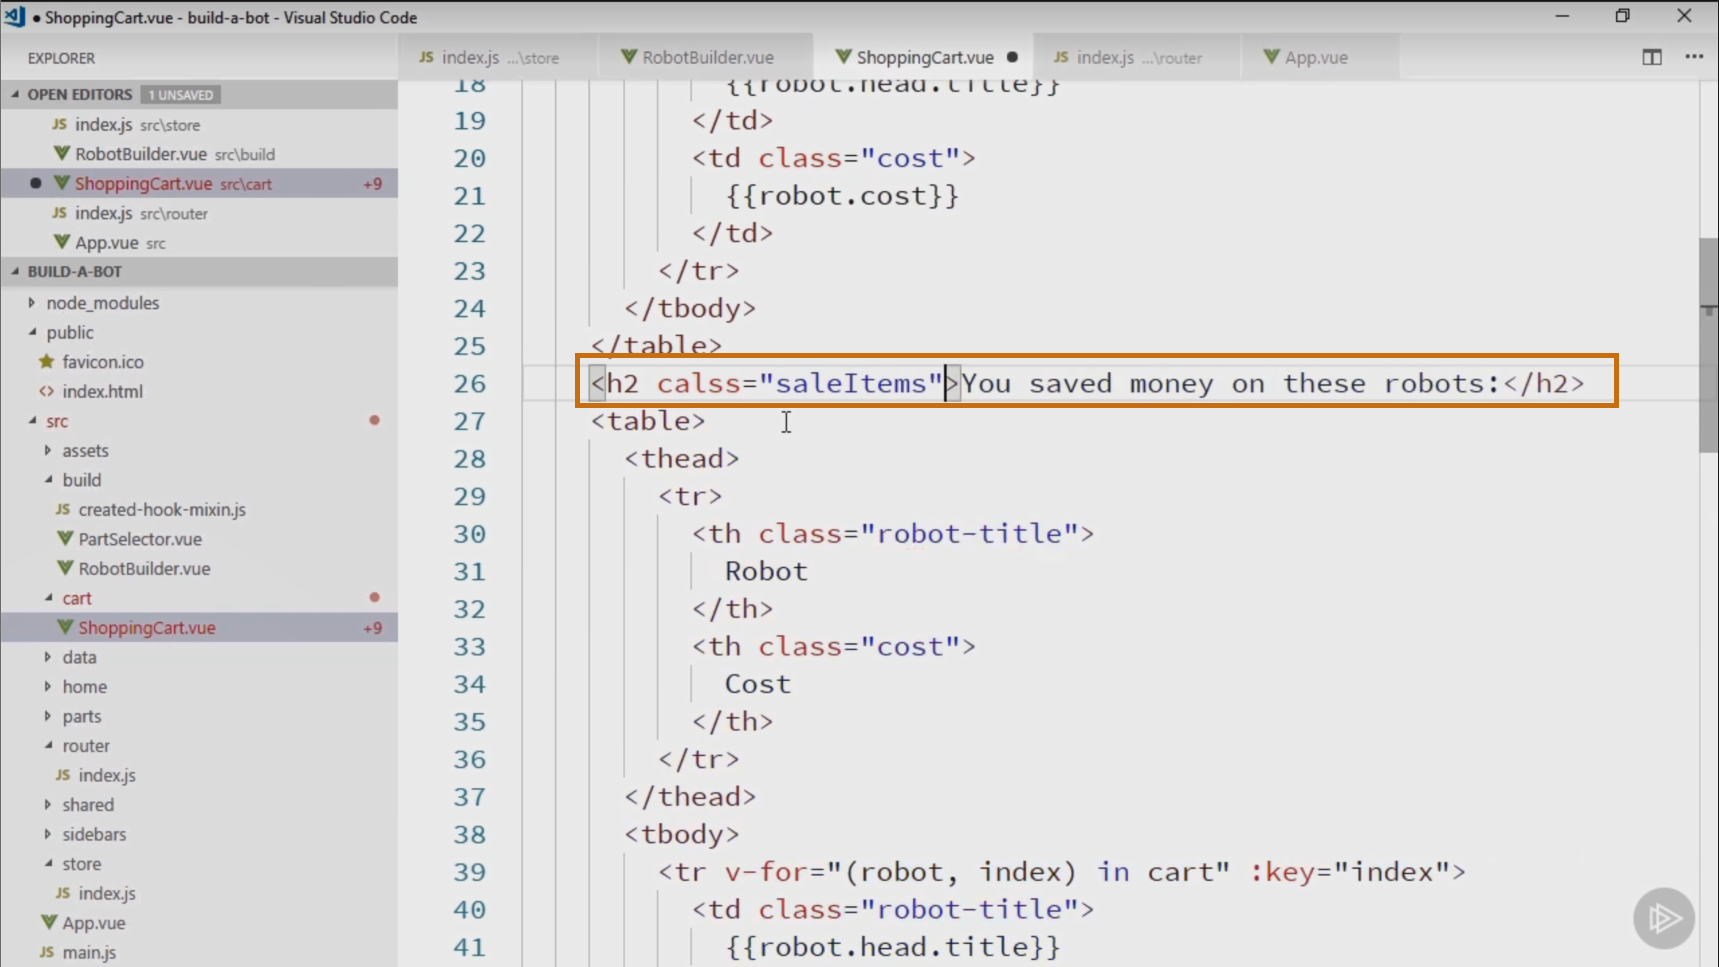 ShoppingCart.vue - build-a-bot - Visual Studio Code
EXPLORER
JS index.js ...\store
RobotBuilder.vue
ShoppingCart.vue
JS index.js ...\router
App.vue
OPEN EDITORS 1 UNSAVED
JS index.js src\store
RobotBuilder.vue src\build
ShoppingCart.vue src\cart +9
JS index.js src\router
App.vue src
BUILD-A-BOT
node_modules
public
favicon.ico
<> index.html
src
assets
build
JS created-hook-mixin.js
PartSelector.vue
RobotBuilder.vue
cart
ShoppingCart.vue +9
data
home
parts
router
JS index.js
shared
sidebars
store
JS index.js
App.vue
JS main.js
18 {{robot.head.title}}
19 </td>
20 <td class="cost">
21 {{robot.cost}}
22 </td>
23 </tr>
24 </tbody>
25 </table>
26 <h2 calss="saleItems">You saved money on these robots:</h2>
27 <table>
28 <thead>
29 <tr>
30 <th class="robot-title">
31 Robot
32 </th>
33 <th class="cost">
34 Cost
35 </th>
36 </tr>
37 </thead>
38 <tbody>
39 <tr v-for="(robot, index) in cart" :key="index">
40 <td class="robot-title">
41 {{robot.head.title}}